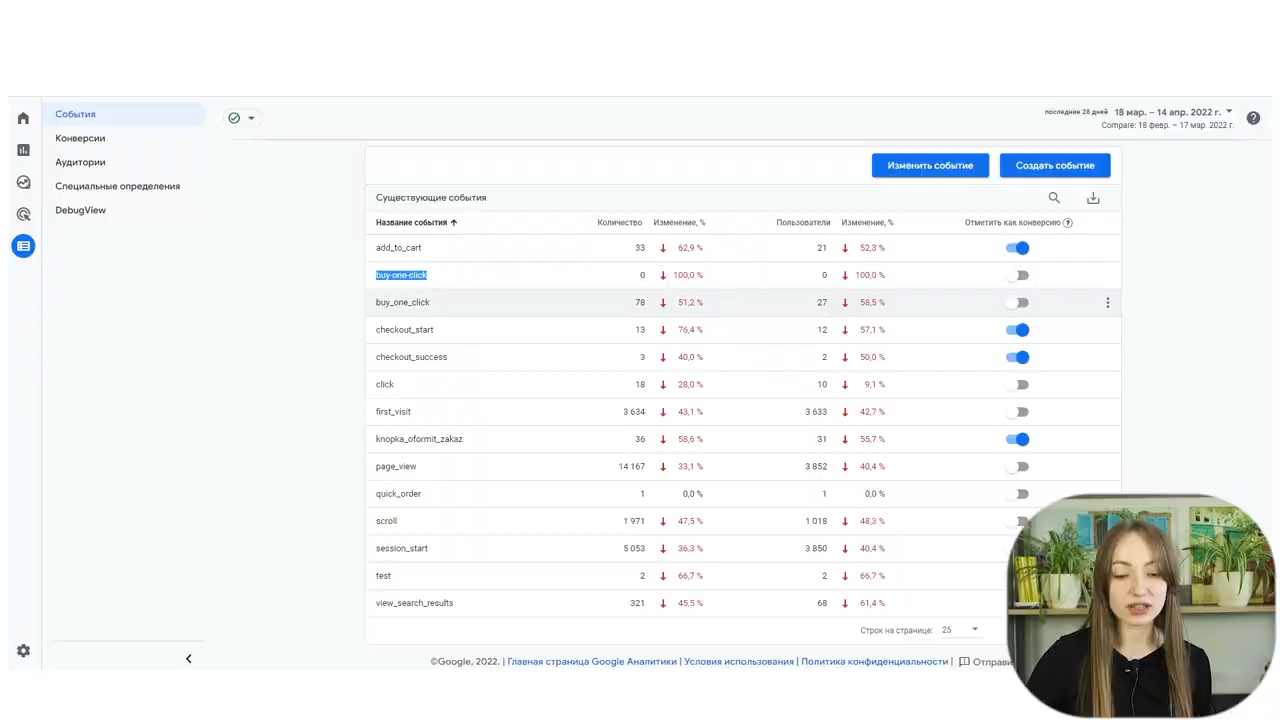 События
Конверсии
Аудитории
Специальные определения
DebugView
последние 28 дней 18 мар. – 14 апр. 2022 г.
Compare: 18 февр. – 17 мар. 2022 г.
Изменить событие Создать событие
Существующие события
Название события Количество Изменение, % Пользователи Изменение, % Отметить как конверсию
add_to_cart 33 62,9 % 21 52,3 %
buy-one-click 0 100,0 % 0 100,0 %
buy_one_click 78 51,2 % 27 58,5 %
checkout_start 13 76,4 % 12 57,1 %
checkout_success 3 40,0 % 2 50,0 %
click 18 28,0 % 10 9,1 %
first_visit 3 634 43,1 % 3 633 42,7 %
knopka_oformit_zakaz 36 58,6 % 31 55,7 %
page_view 14 167 33,1 % 3 852 40,4 %
quick_order 1 0,0 % 1 0,0 %
scroll 1 971 47,5 % 1 018 48,3 %
session_start 5 053 36,3 % 3 850 40,4 %
test 2 66,7 % 2 66,7 %
view_search_results 321 45,5 % 68 61,4 %
Строк на странице: 25
©Google, 2022. | Главная страница Google Аналитики | Условия использования | Политика конфиденциальности | Отправи